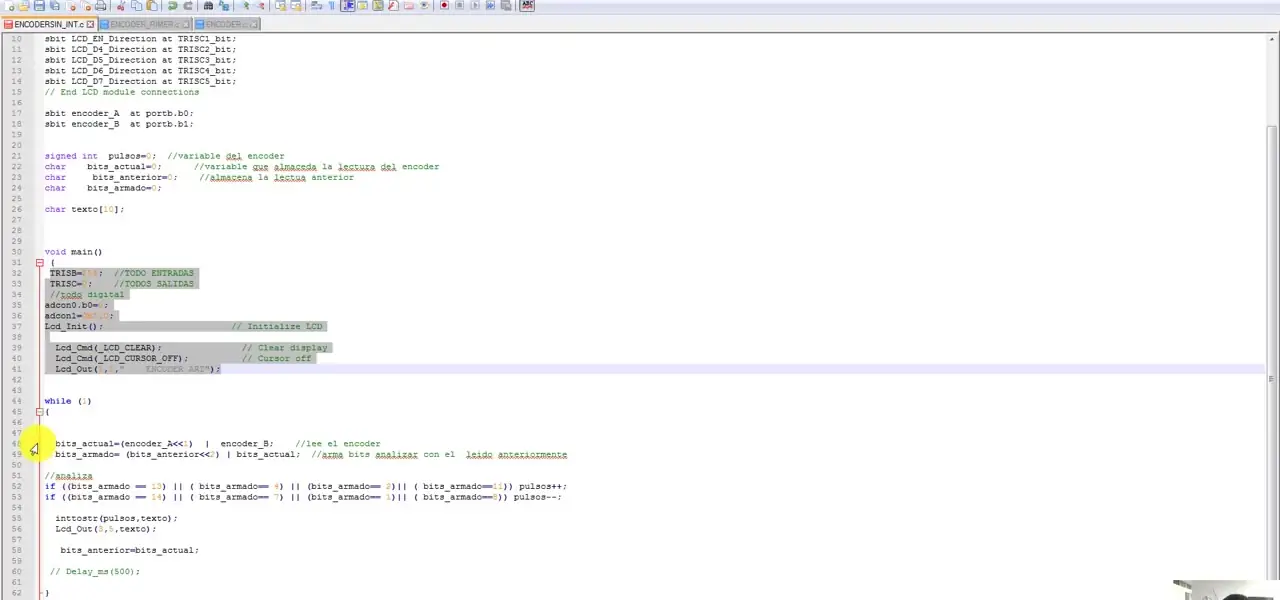 ENCODERSIN_INT.c ENCODER_RIMER.c ENCODER.c
10 sbit LCD_EN_Direction at TRISC1_bit;
11 sbit LCD_D4_Direction at TRISC2_bit;
12 sbit LCD_D5_Direction at TRISC3_bit;
13 sbit LCD_D6_Direction at TRISC4_bit;
14 sbit LCD_D7_Direction at TRISC5_bit;
15 // End LCD module connections
16
17 sbit encoder_A at portb.b0;
18 sbit encoder_B at portb.b1;
19
20
21 signed int pulsos=0; //variable del encoder
22 char bits_actual=0; //variable que almaceda la lectura del encoder
23 char bits_anterior=0; //almacena la lectua anterior
24 char bits_armado=0;
25
26 char texto[10];
27
28
29
30 void main()
31 {
32 TRISB= ; //TODO ENTRADAS
33 TRISC= ; //TODOS SALIDAS
34 //todo digital
35 adcon0.b0= ;
36 adcon1= ;
37 Lcd_Init(); // Initialize LCD
38
39 Lcd_Cmd(_LCD_CLEAR); // Clear display
40 Lcd_Cmd(_LCD_CURSOR_OFF); // Cursor off
41 Lcd_Out( , ," ENCODER ART");
42
43
44 while (1)
45 {
46
47
48 bits_actual=(encoder_A<<1) | encoder_B; //lee el encoder
49 bits_armado= (bits_anterior<<2) | bits_actual; //arma bits analizar con el leido anteriormente
50
51 //analiza
52 if ((bits_armado == 13) || ( bits_armado== 4) || (bits_armado== 2)|| ( bits_armado==11)) pulsos++;
53 if ((bits_armado == 14) || ( bits_armado== 7) || (bits_armado== 1)|| ( bits_armado==8)) pulsos--;
54
55 inttostr(pulsos,texto);
56 Lcd_Out(3,5,texto);
57
58 bits_anterior=bits_actual;
59
60 // Delay_ms(500);
61
62 }